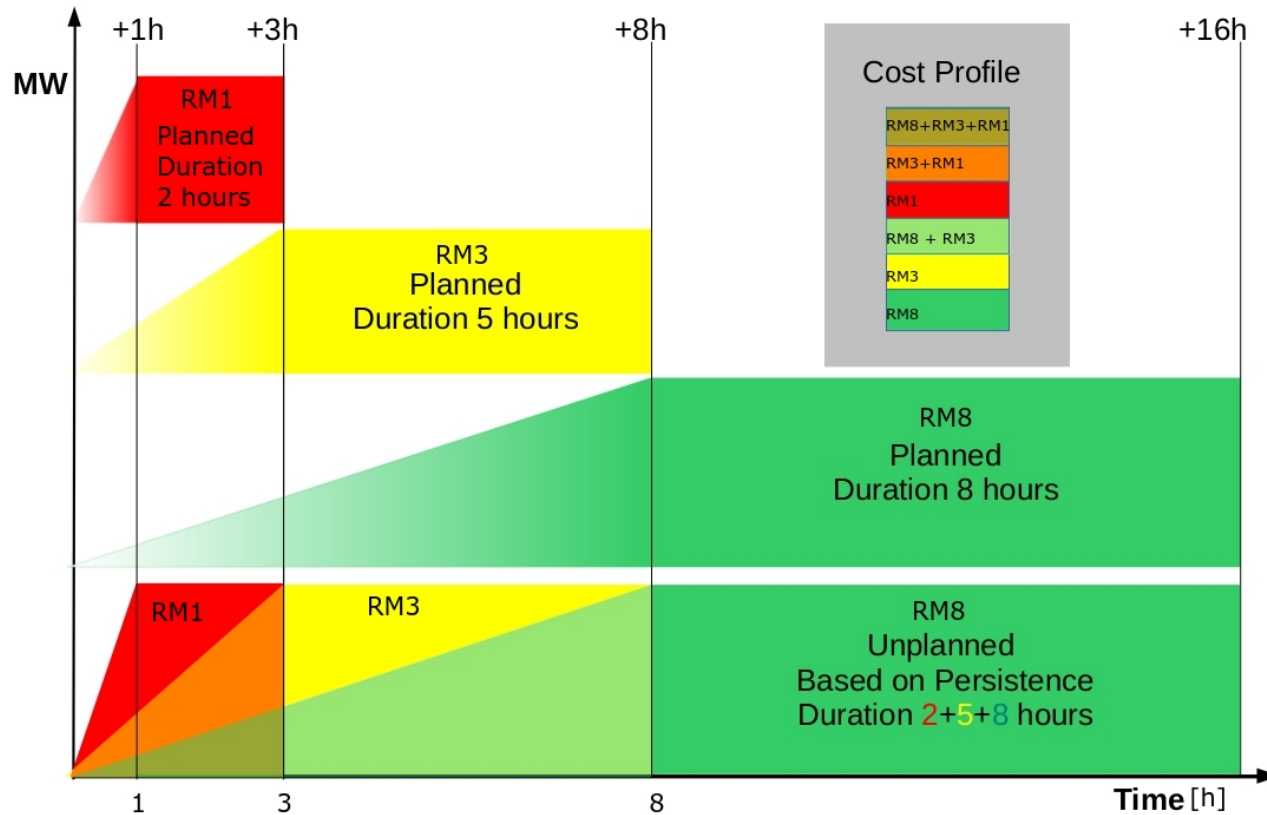 +1h
+3h
+8h
+16h
MW
RM1
Planned
Duration
2 hours
Cost Profile
RM8+RM3+RM1
RM3+RM1
RM1
RM8 + RM3
RM3
RM8
RM3
Planned
Duration 5 hours
RM8
Planned
Duration 8 hours
RM1
RM3
RM8
Unplanned
Based on Persistence
Duration 2+5+8 hours
1
3
8
Time [h]